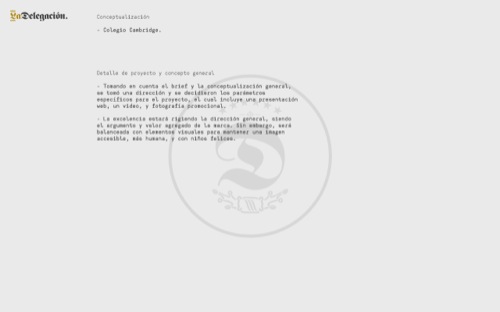 LaDelegación.
Conceptualización
- Colegio Cambridge.
Detalle de proyecto y concepto general
- Tomando en cuenta el brief y la conceptualización general,
se tomó una dirección y se decidieron los parámetros
específicos para el proyecto, el cual incluye una presentación
web, un video, y fotografía promocional.
- La excelencia estará rigiendo la dirección general, siendo
el argumento y valor agregado de la marca. Sin embargo, será
balanceada con elementos visuales para mantener una imagen
accesible, más humana, y con niños felices.
D